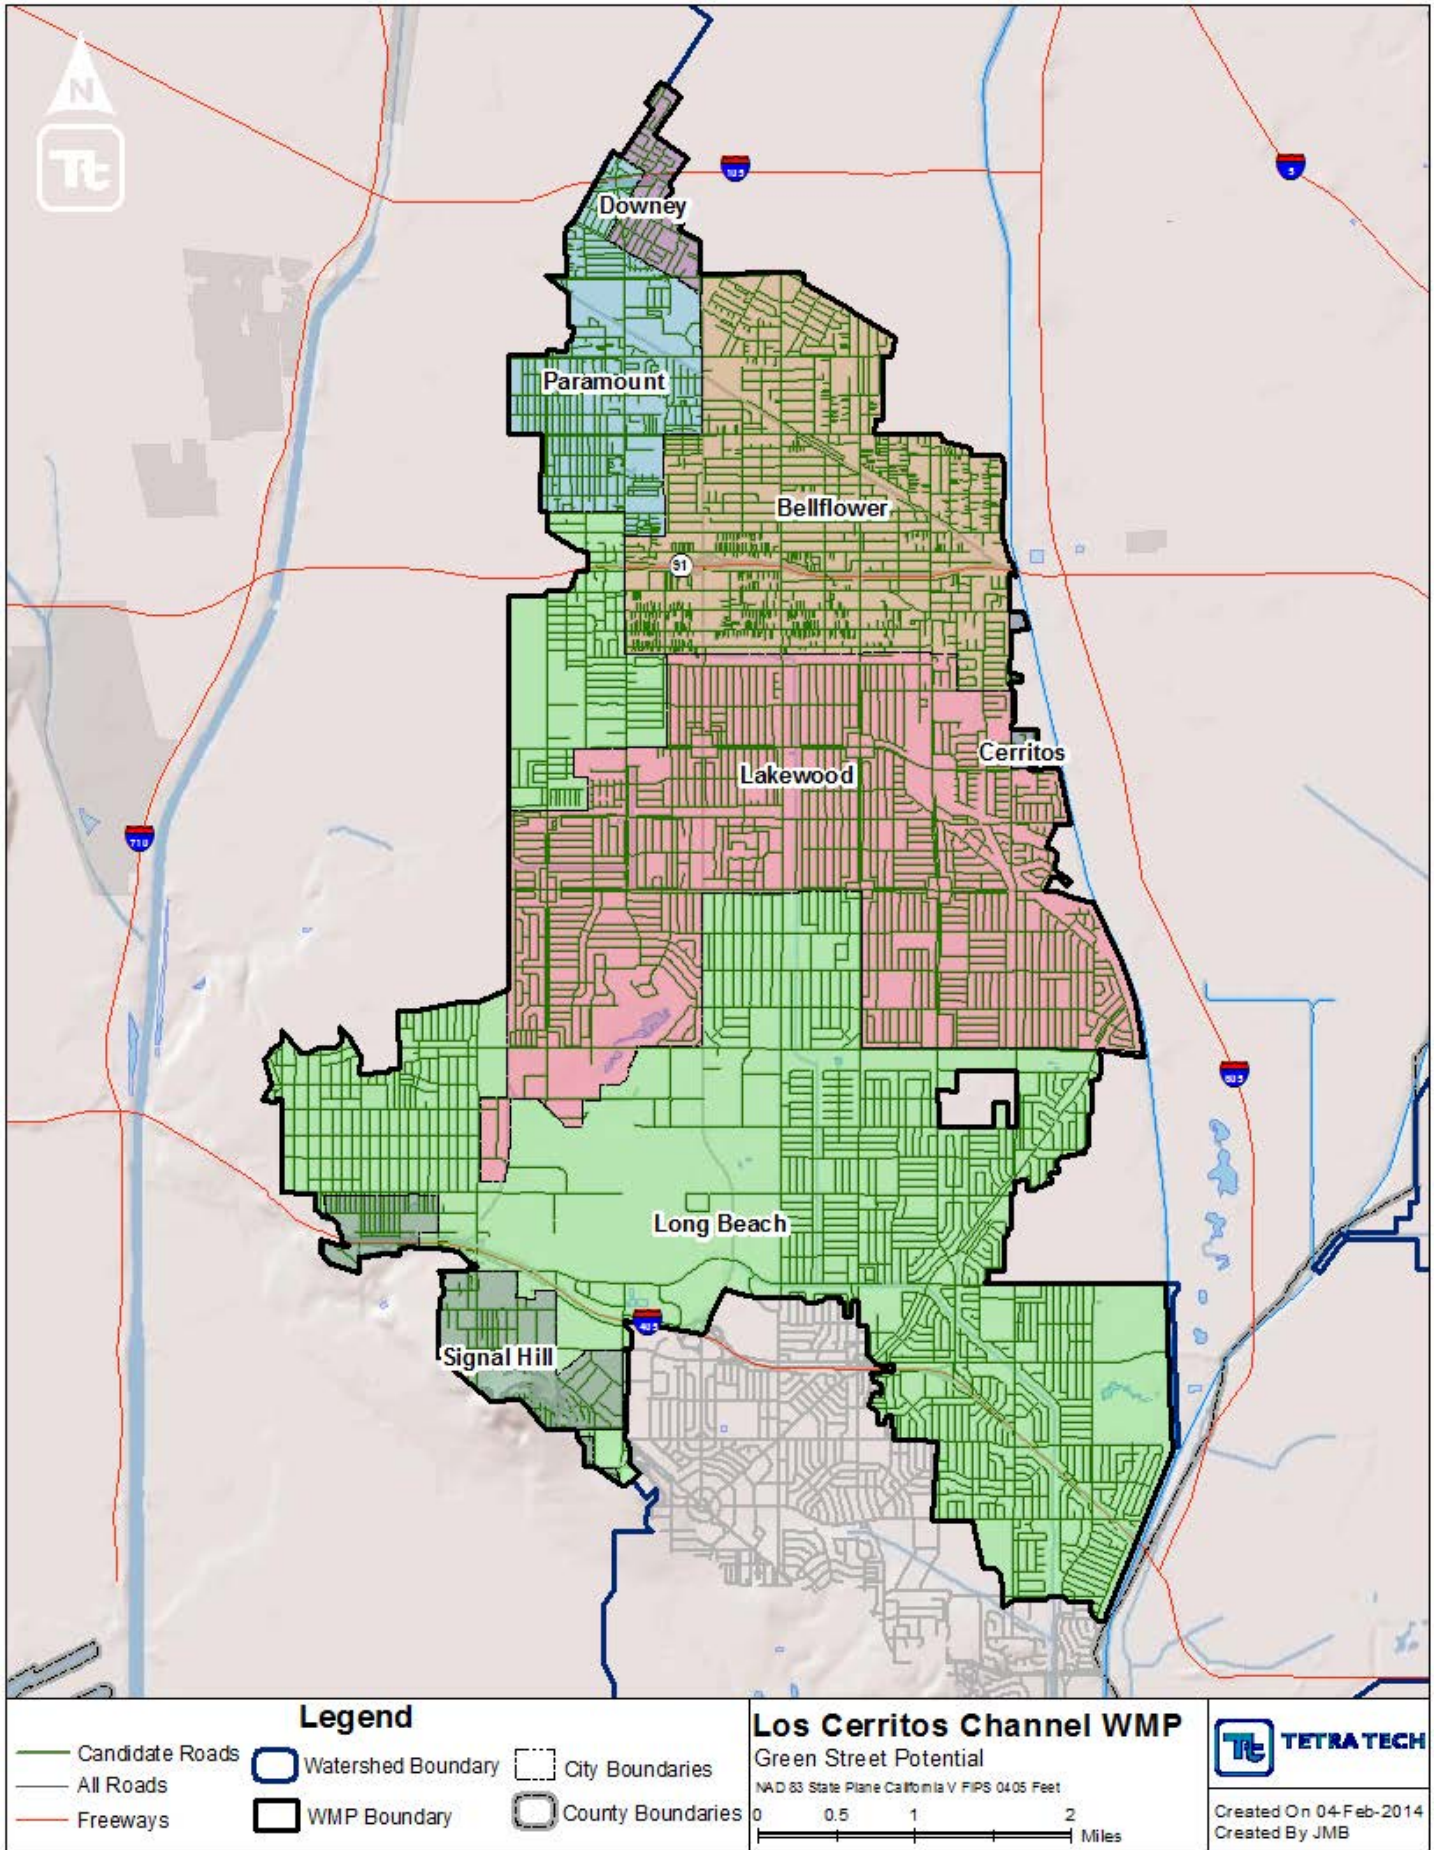 N
Tt
105
5
Downey
Paramount
Bellflower
91
Cerritos
Lakewood
710
605
Long Beach
405
Signal Hill
Legend
Candidate Roads
All Roads
Freeways
Watershed Boundary
WMP Boundary
City Boundaries
County Boundaries
Los Cerritos Channel WMP
Green Street Potential
NAD 83 State Plane California V FIPS 0405 Feet
0 0.5 1 2
Miles
Tt TETRA TECH
Created On 04-Feb-2014
Created By JMB